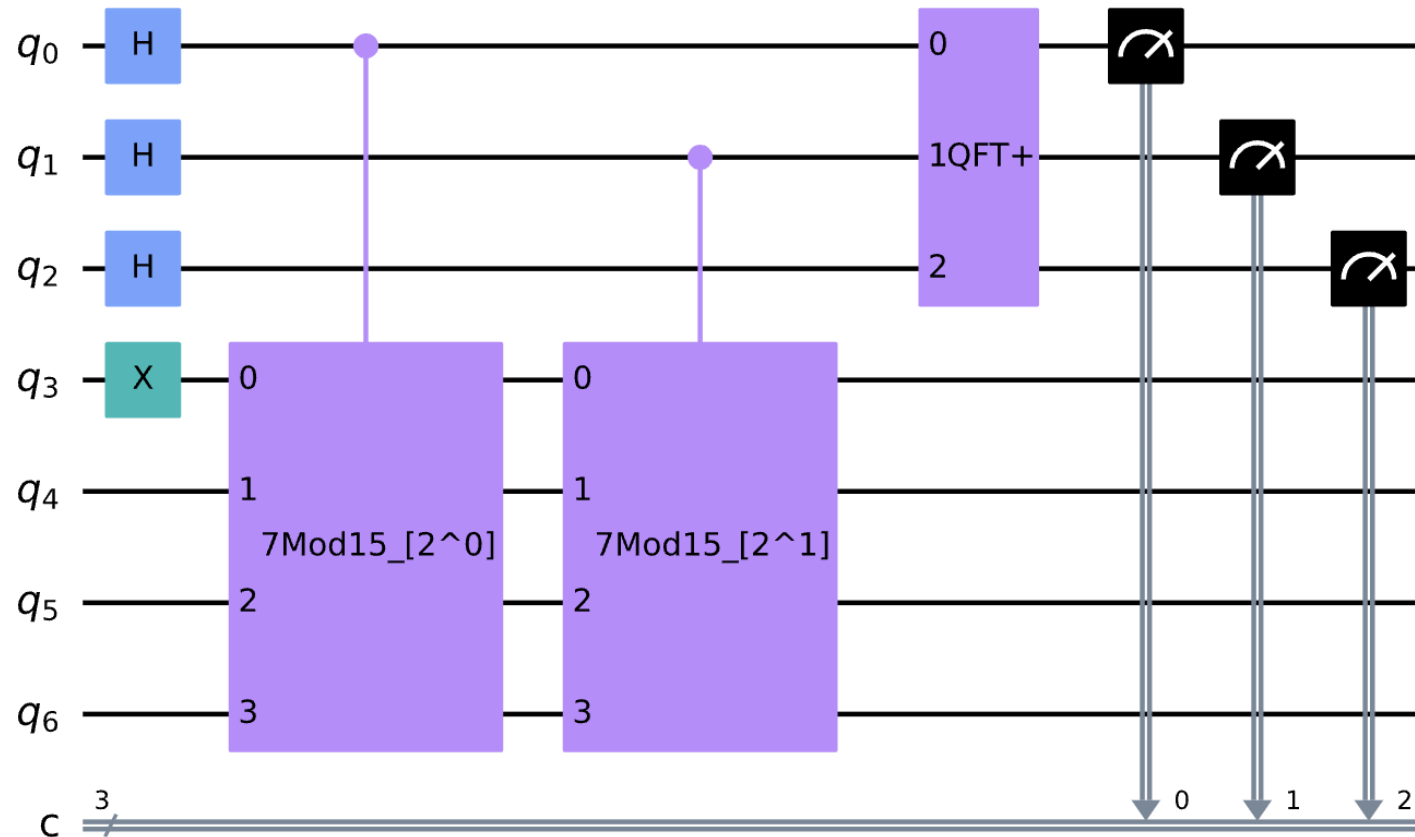 q0 H 0
q1 H 1QFT+
q2 H 2
q3 X 0 0
q4 1 1
7Mod15_[2^0] 7Mod15_[2^1]
q5 2 2
q6 3 3
3 0 1 2
c